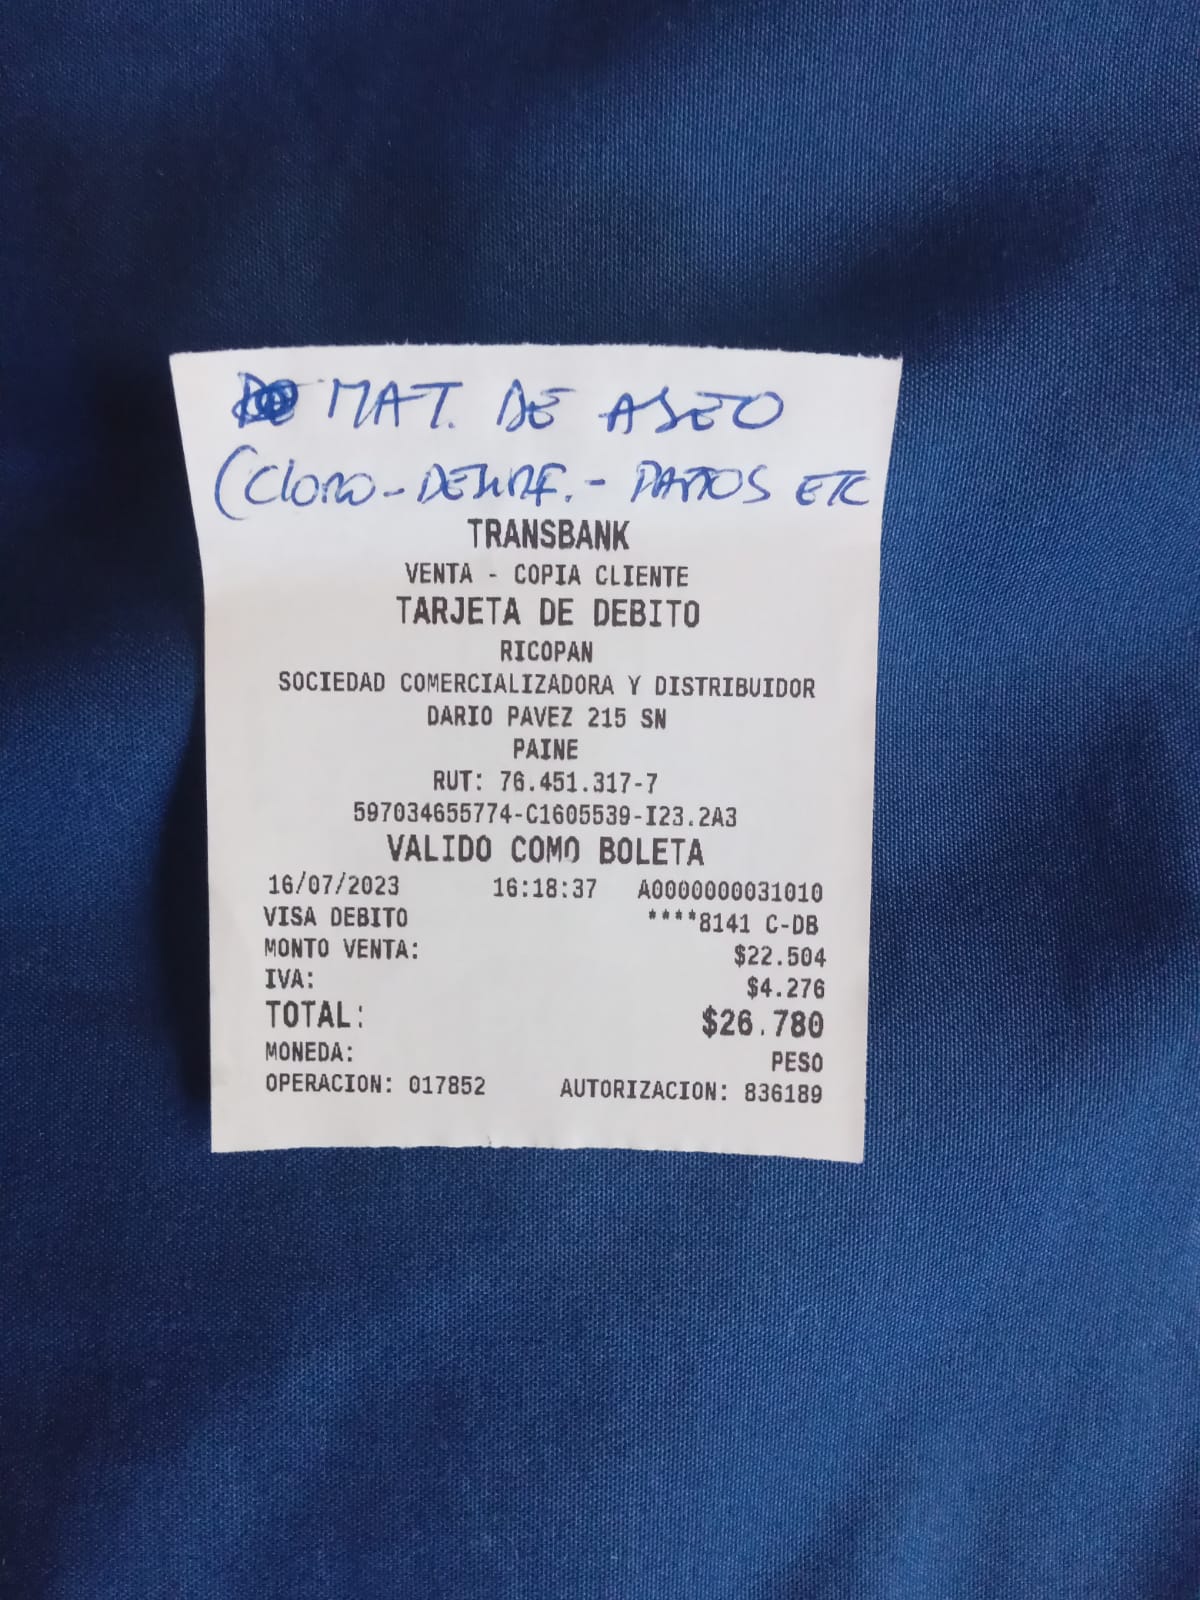 MAT. DE ASEO
(CLORO - DESINF. - PAÑOS ETC
TRANSBANK
VENTA - COPIA CLIENTE
TARJETA DE DEBITO
RICOPAN
SOCIEDAD COMERCIALIZADORA Y DISTRIBUIDOR
DARIO PAVEZ 215 SN
PAINE
RUT: 76.451.317-7
597034655774-C1605539-I23.2A3
VALIDO COMO BOLETA
16/07/2023 16:18:37 A0000000031010
VISA DEBITO ****8141 C-DB
MONTO VENTA: $22.504
IVA: $4.276
TOTAL: $26.780
MONEDA: PESO
OPERACION: 017852 AUTORIZACION: 836189